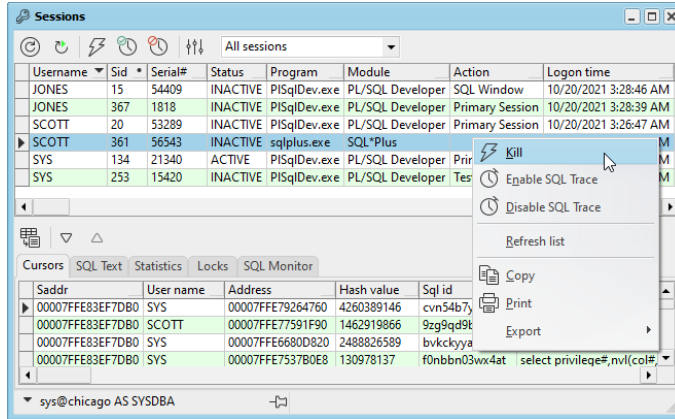 Sessions
All sessions
Username Sid Serial# Status Program Module Action Logon time
JONES 15 54409 INACTIVE PlSqlDev.exe PL/SQL Developer SQL Window 10/20/2021 3:28:46 AM
JONES 367 1818 INACTIVE PlSqlDev.exe PL/SQL Developer Primary Session 10/20/2021 3:28:39 AM
SCOTT 20 53289 INACTIVE PlSqlDev.exe PL/SQL Developer Primary Session 10/20/2021 3:26:47 AM
SCOTT 361 56543 INACTIVE sqlplus.exe SQL*Plus M
SYS 134 21340 ACTIVE PlSqlDev.exe PL/SQL Developer Pri M
SYS 253 15420 INACTIVE PlSqlDev.exe PL/SQL Developer Tes M
Kill
Enable SQL Trace
Disable SQL Trace
Refresh list
Copy
Print
Export
Cursors SQL Text Statistics Locks SQL Monitor
Saddr User name Address Hash value Sql id
00007FFE83EF7DB0 SYS 00007FFE79264760 4260389146 cvn54b7y
00007FFE83EF7DB0 SCOTT 00007FFE77591F90 1462919866 9zg9qd9b
00007FFE83EF7DB0 SYS 00007FFE6680D820 2488826589 bvkckyya
00007FFE83EF7DB0 SYS 00007FFE7537B0E8 130978137 f0nbbn03wx4at select privilege#,nvl(col#,
sys@chicago AS SYSDBA